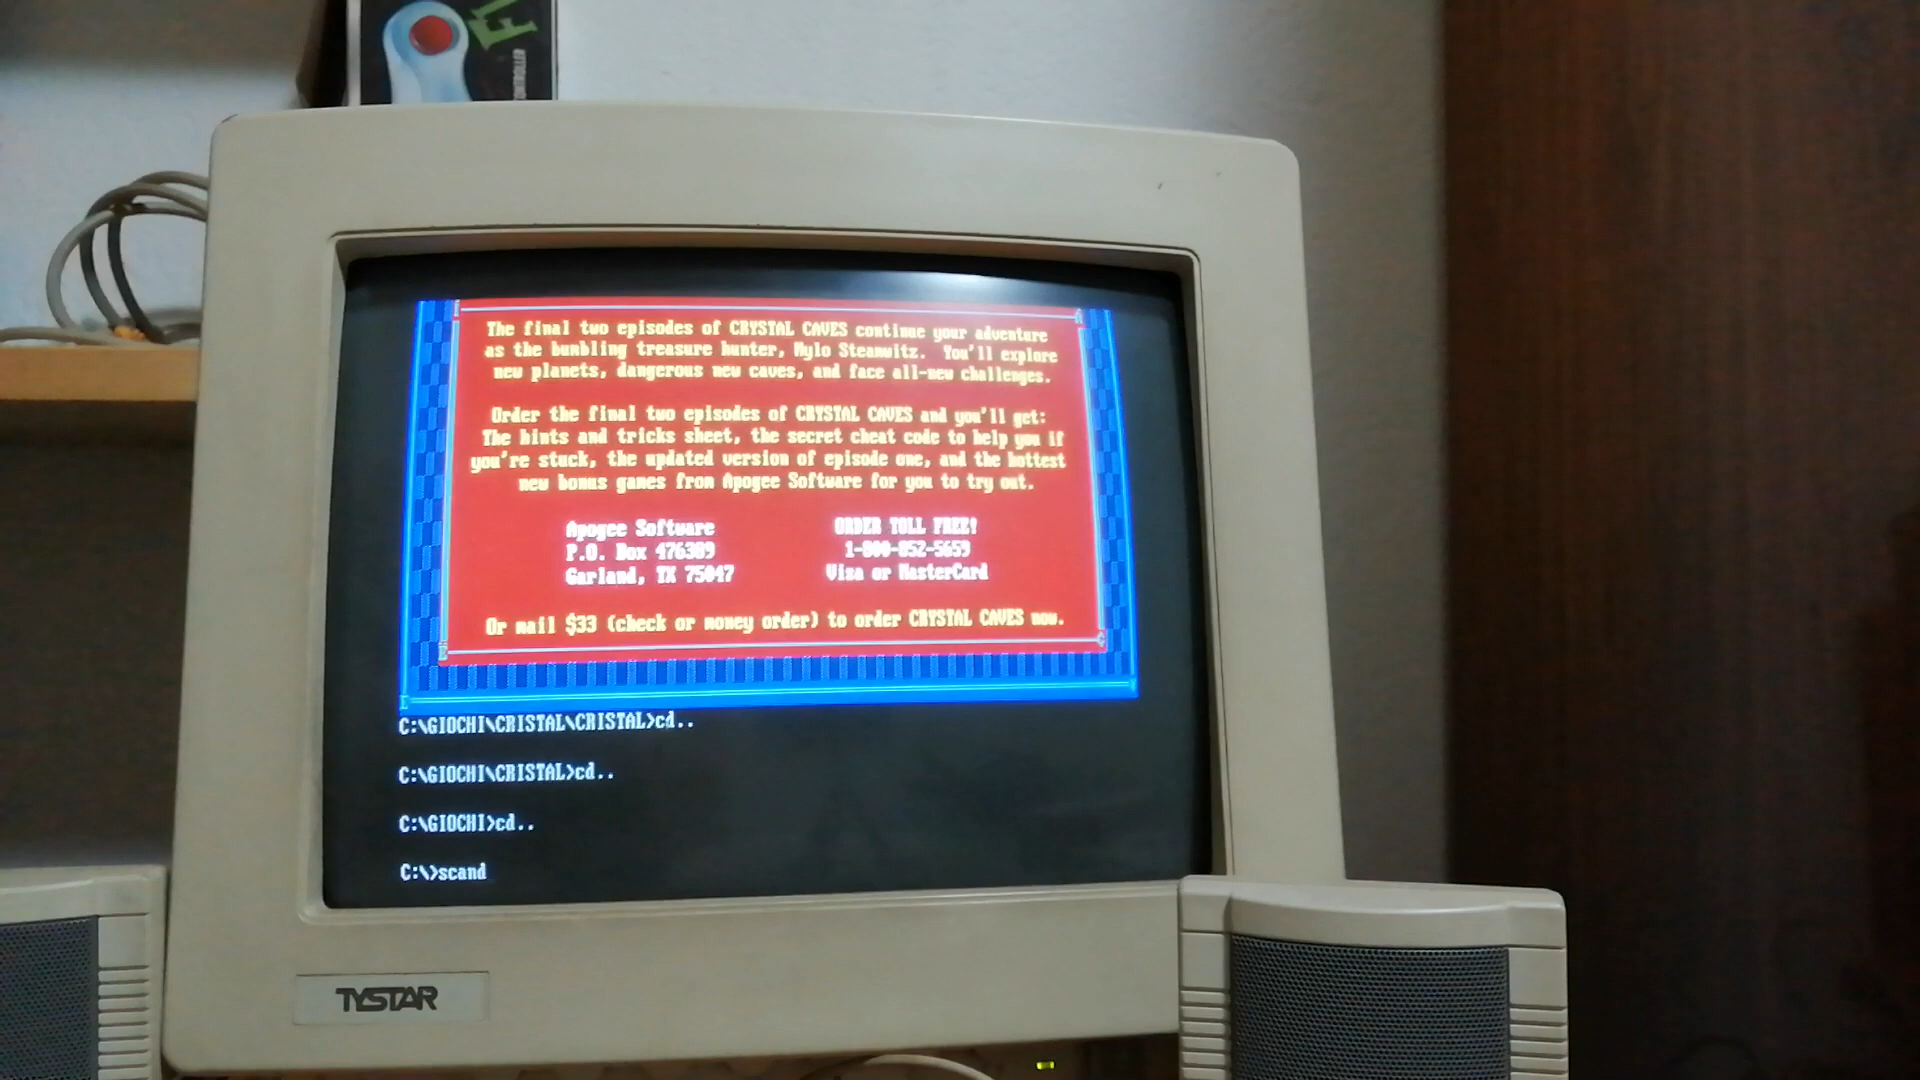 The final two episodes of CRYSTAL CAVES continue your adventure
as the bumbling treasure hunter, Mylo Steamwitz. You'll explore
new planets, dangerous new caves, and face all-new challenges.
Order the final two episodes of CRYSTAL CAVES and you'll get:
The hints and tricks sheet, the secret cheat code to help you if
you're stuck, the updated version of episode one, and the hottest
new bonus games from Apogee Software for you to try out.
Apogee Software
P.O. Box 476389
Garland, TX 75047
ORDER TOLL FREE!
1-800-852-5659
Visa or MasterCard
Or mail $33 (check or money order) to order CRYSTAL CAVES now.
C:\GIOCHI\CRISTAL\CRISTAL>cd..
C:\GIOCHI\CRISTAL>cd..
C:\GIOCHI>cd..
C:\>scand
TYSTAR